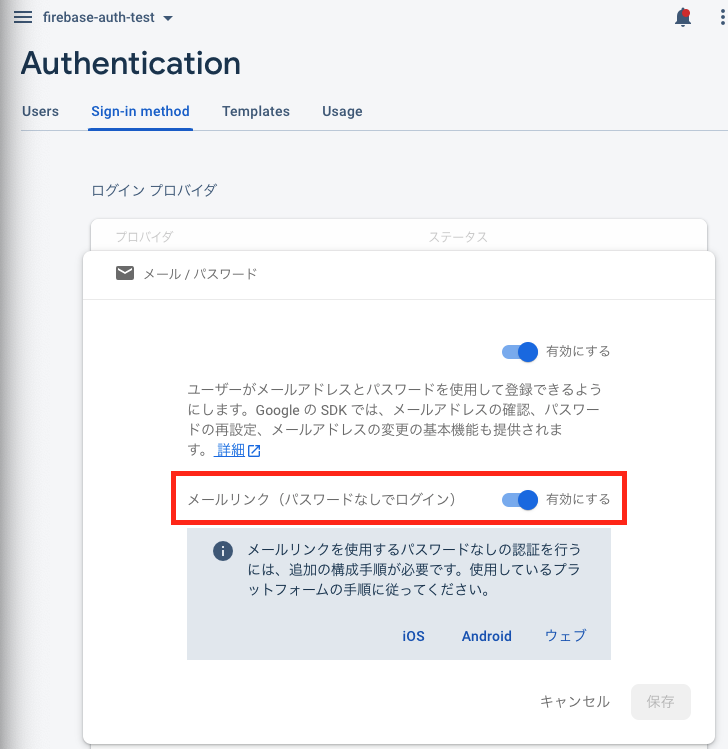 firebase-auth-test
Authentication
Users Sign-in method Templates Usage
ログイン プロバイダ
プロバイダ ステータス
メール / パスワード
有効にする
ユーザーがメールアドレスとパスワードを使用して登録できるよう
にします。Google の SDK では、メールアドレスの確認、パスワー
ドの再設定、メールアドレスの変更の基本機能も提供されま
す。 詳細
メールリンク（パスワードなしでログイン） 有効にする
メールリンクを使用するパスワードなしの認証を行う
には、追加の構成手順が必要です。使用しているプラ
ットフォームの手順に従ってください。
iOS Android ウェブ
キャンセル 保存